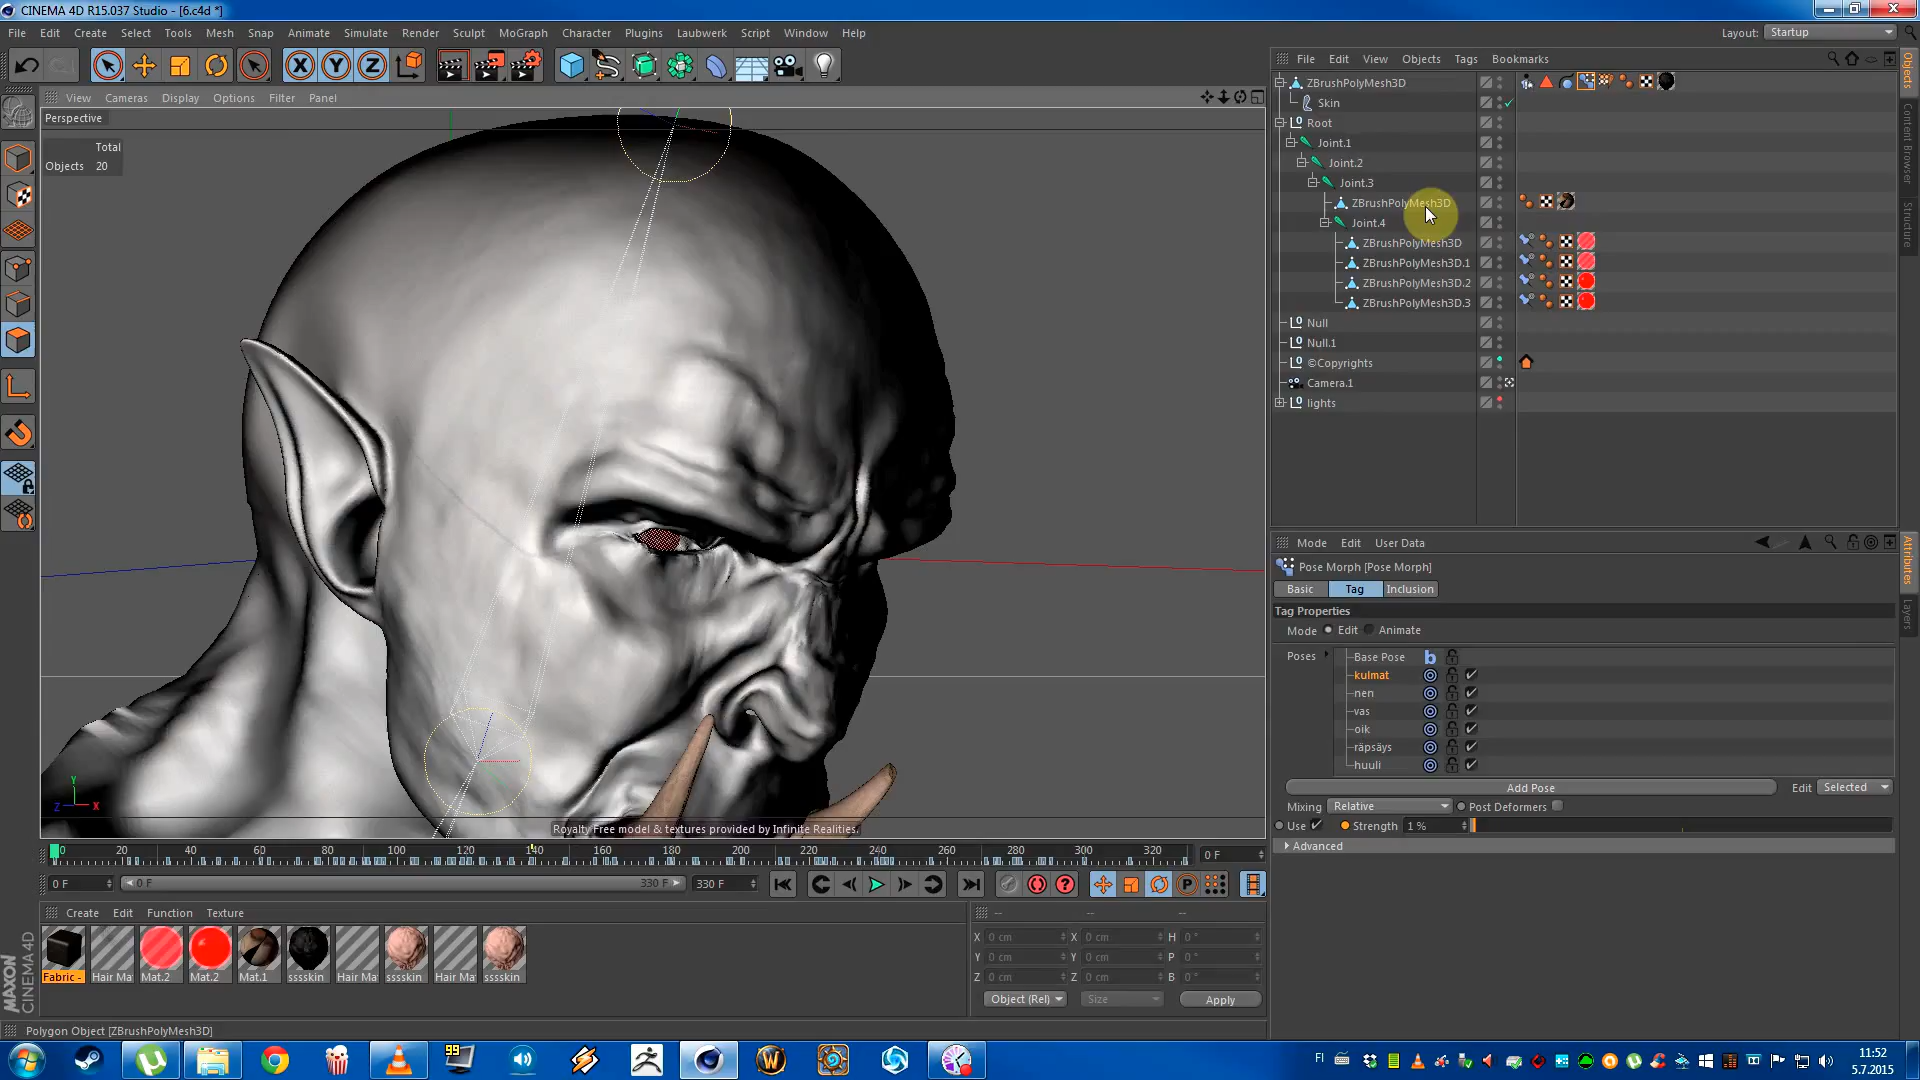 CINEMA 4D R15.037 Studio - [6.c4d *]
File Edit Create Select Tools Mesh Snap Animate Simulate Render Sculpt MoGraph Character Plugins Laubwerk Script Window Help
Layout: Startup
View Cameras Display Options Filter Panel
Perspective
Total
Objects 20
Royalty Free model & textures provided by Infinite Realities.
File Edit View Objects Tags Bookmarks
ZBrushPolyMesh3D
Skin
Root
Joint.1
Joint.2
Joint.3
ZBrushPolyMesh3D
Joint.4
ZBrushPolyMesh3D
ZBrushPolyMesh3D.1
ZBrushPolyMesh3D.2
ZBrushPolyMesh3D.3
Null
Null.1
©Copyrights
Camera.1
lights
Objects
Content Browser
Structure
Mode Edit User Data
Pose Morph [Pose Morph]
Basic Tag Inclusion
Tag Properties
Mode Edit Animate
Poses
Base Pose
kulmat
nen
vas
oik
räpsäys
huuli
Add Pose Edit Selected
Mixing Relative Post Deformers
Use Strength 1 %
Advanced
Attributes
Layers
0 20 40 60 80 100 120 140 160 180 200 220 240 260 280 300 320 0 F
0 F 0 F 330 F 330 F
Create Edit Function Texture
Fabric - Hair Ma Mat.2 Mat.2 Mat.1 sssskin Hair Ma sssskin Hair Ma sssskin
-- -- --
X 0 cm X 0 cm H 0 °
Y 0 cm Y 0 cm P 0 °
Z 0 cm Z 0 cm B 0 °
Object (Rel) Size Apply
MAXON
CINEMA 4D
Polygon Object [ZBrushPolyMesh3D]
FI
11:52
5.7.2015